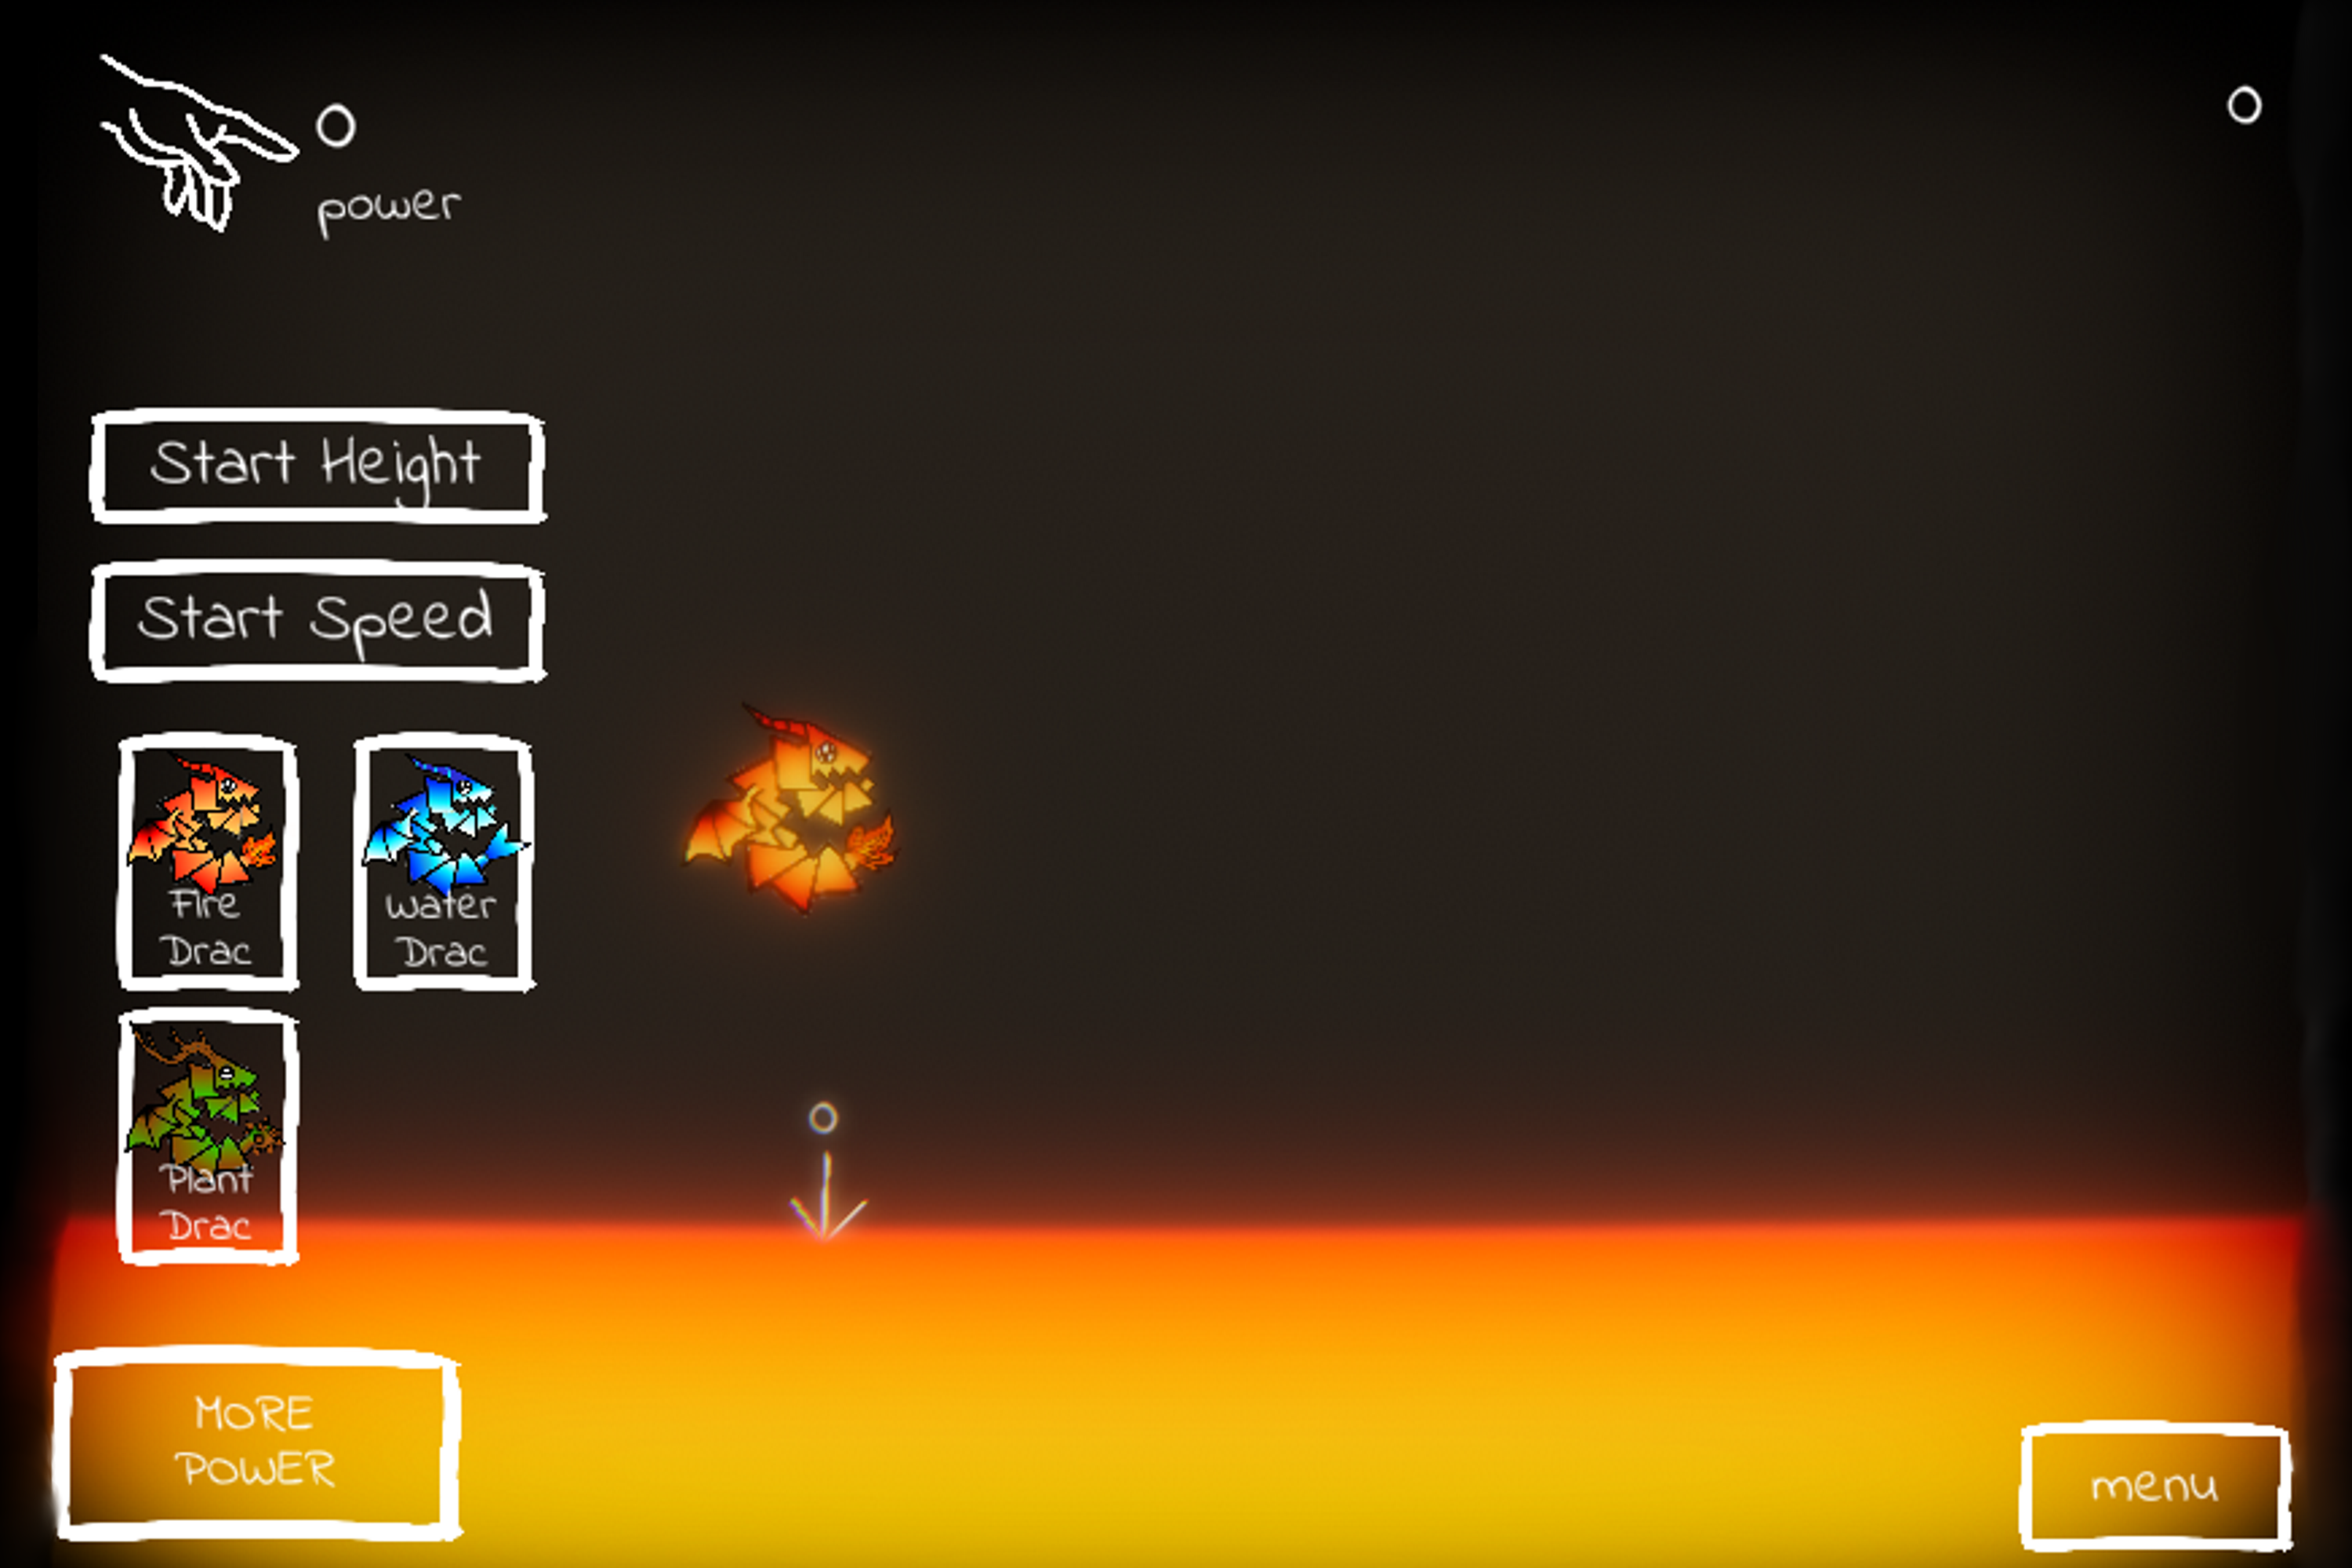 0
power
0
Start Height
Start Speed
Fire
Drac
Water
Drac
Plant
Drac
0
MORE
POWER
menu